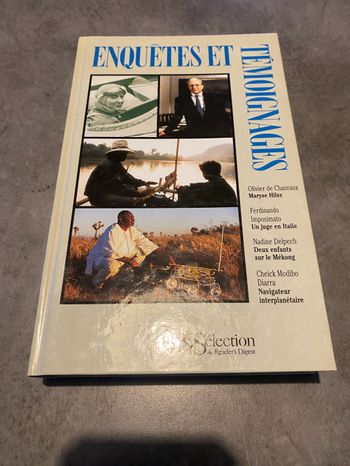 ENQUÊTES ET
TÉMOIGNAGES
Olivier de Chazeaux
Maryse Hilsz
Ferdinando
Imposimato
Un juge en Italie
Nadine Delpech
Deux enfants
sur le Mékong
Cheick Modibo
Diarra
Navigateur
interplanétaire
Sélection
du Reader's Digest